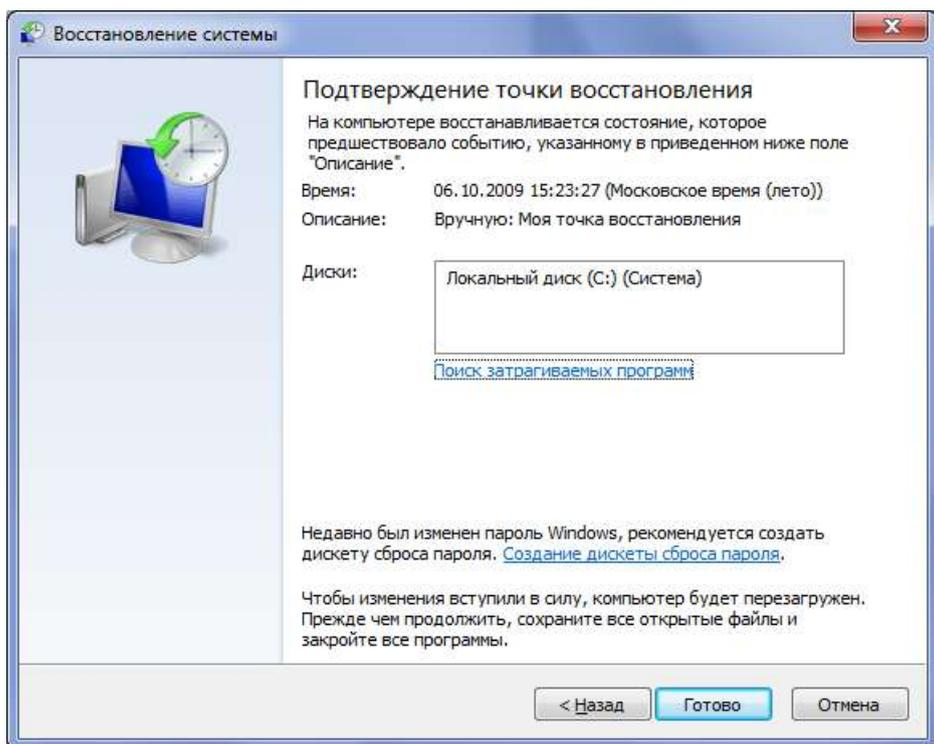 Восстановление системы
Подтверждение точки восстановления
На компьютере восстанавливается состояние, которое
предшествовало событию, указанному в приведенном ниже поле
"Описание".
Время: 06.10.2009 15:23:27 (Московское время (лето))
Описание: Вручную: Моя точка восстановления
Диски: Локальный диск (C:) (Система)
Поиск затрагиваемых программ
Недавно был изменен пароль Windows, рекомендуется создать
дискету сброса пароля. Создание дискеты сброса пароля.
Чтобы изменения вступили в силу, компьютер будет перезагружен.
Прежде чем продолжить, сохраните все открытые файлы и
закройте все программы.
< Назад Готово Отмена